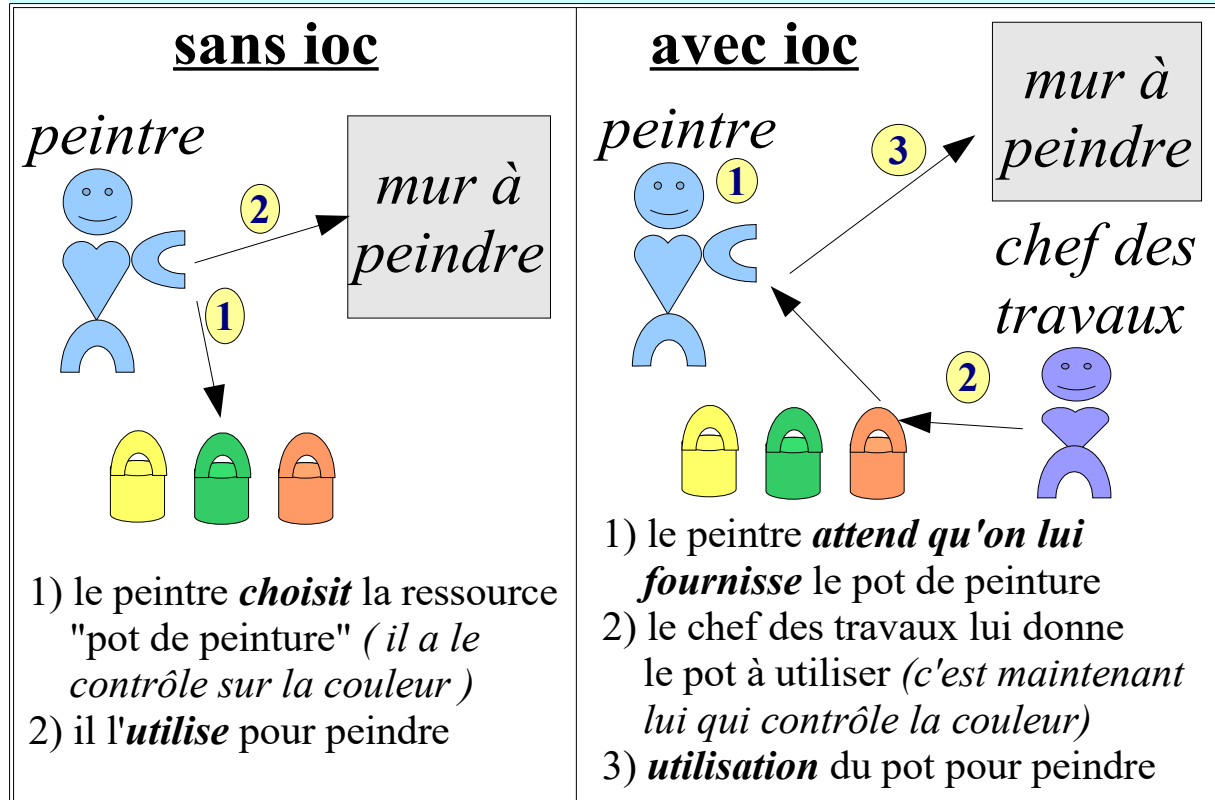 sans ioc
peintre
2
mur à
peindre
1
1) le peintre choisit la ressource
"pot de peinture" ( il a le
contrôle sur la couleur )
2) il l'utilise pour peindre
avec ioc
peintre
1
3
mur à
peindre
chef des
travaux
2
1) le peintre attend qu'on lui
fournisse le pot de peinture
2) le chef des travaux lui donne
le pot à utiliser (c'est maintenant
lui qui contrôle la couleur)
3) utilisation du pot pour peindre